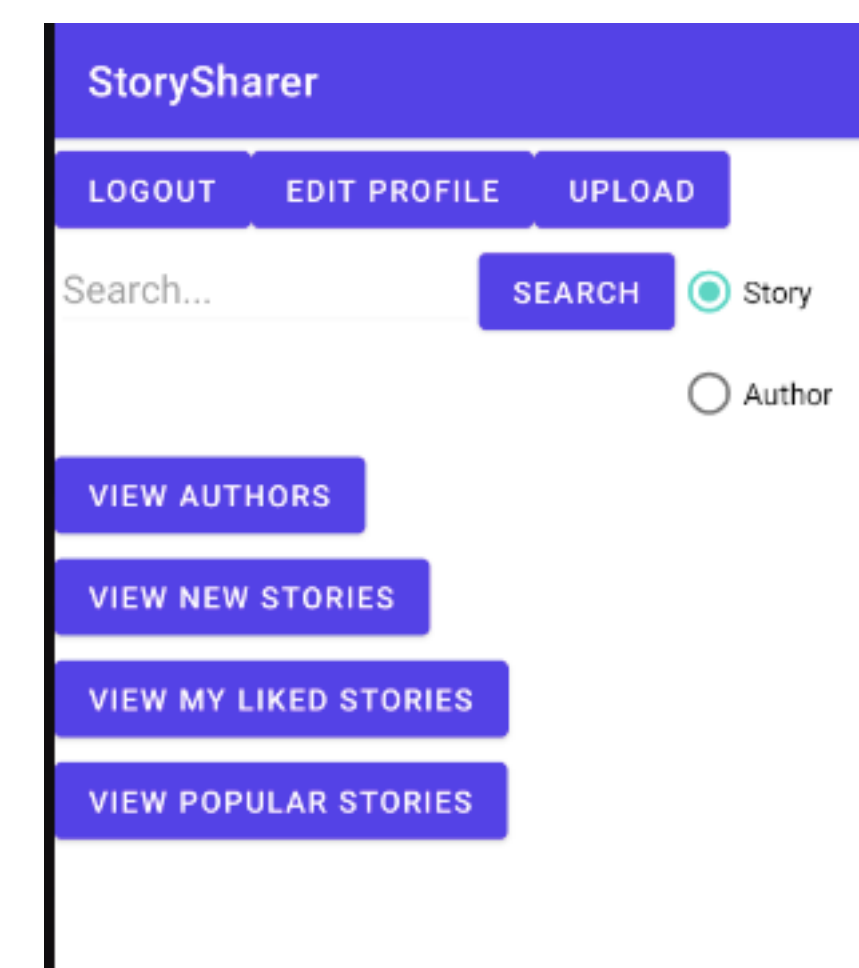 StorySharer
LOGOUT EDIT PROFILE UPLOAD
Search... SEARCH Story
Author
VIEW AUTHORS
VIEW NEW STORIES
VIEW MY LIKED STORIES
VIEW POPULAR STORIES